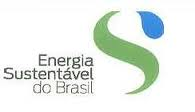 Energia
Sustentável
do Brasil